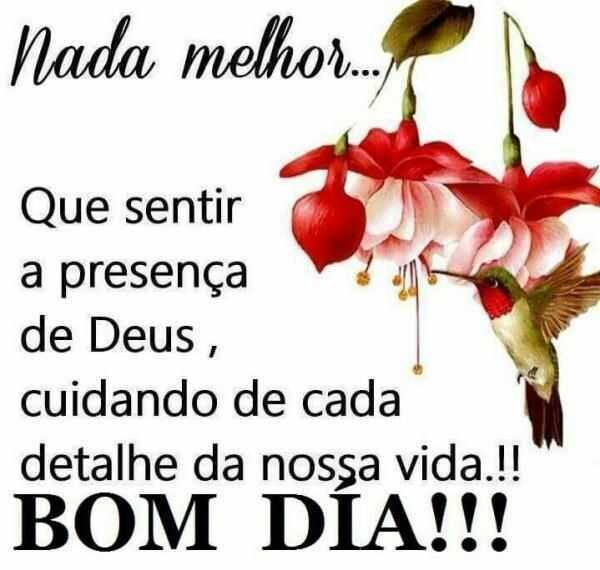 Nada melhor...
Que sentir
a presença
de Deus ,
cuidando de cada
detalhe da nossa vida.!!
BOM DÍA!!!